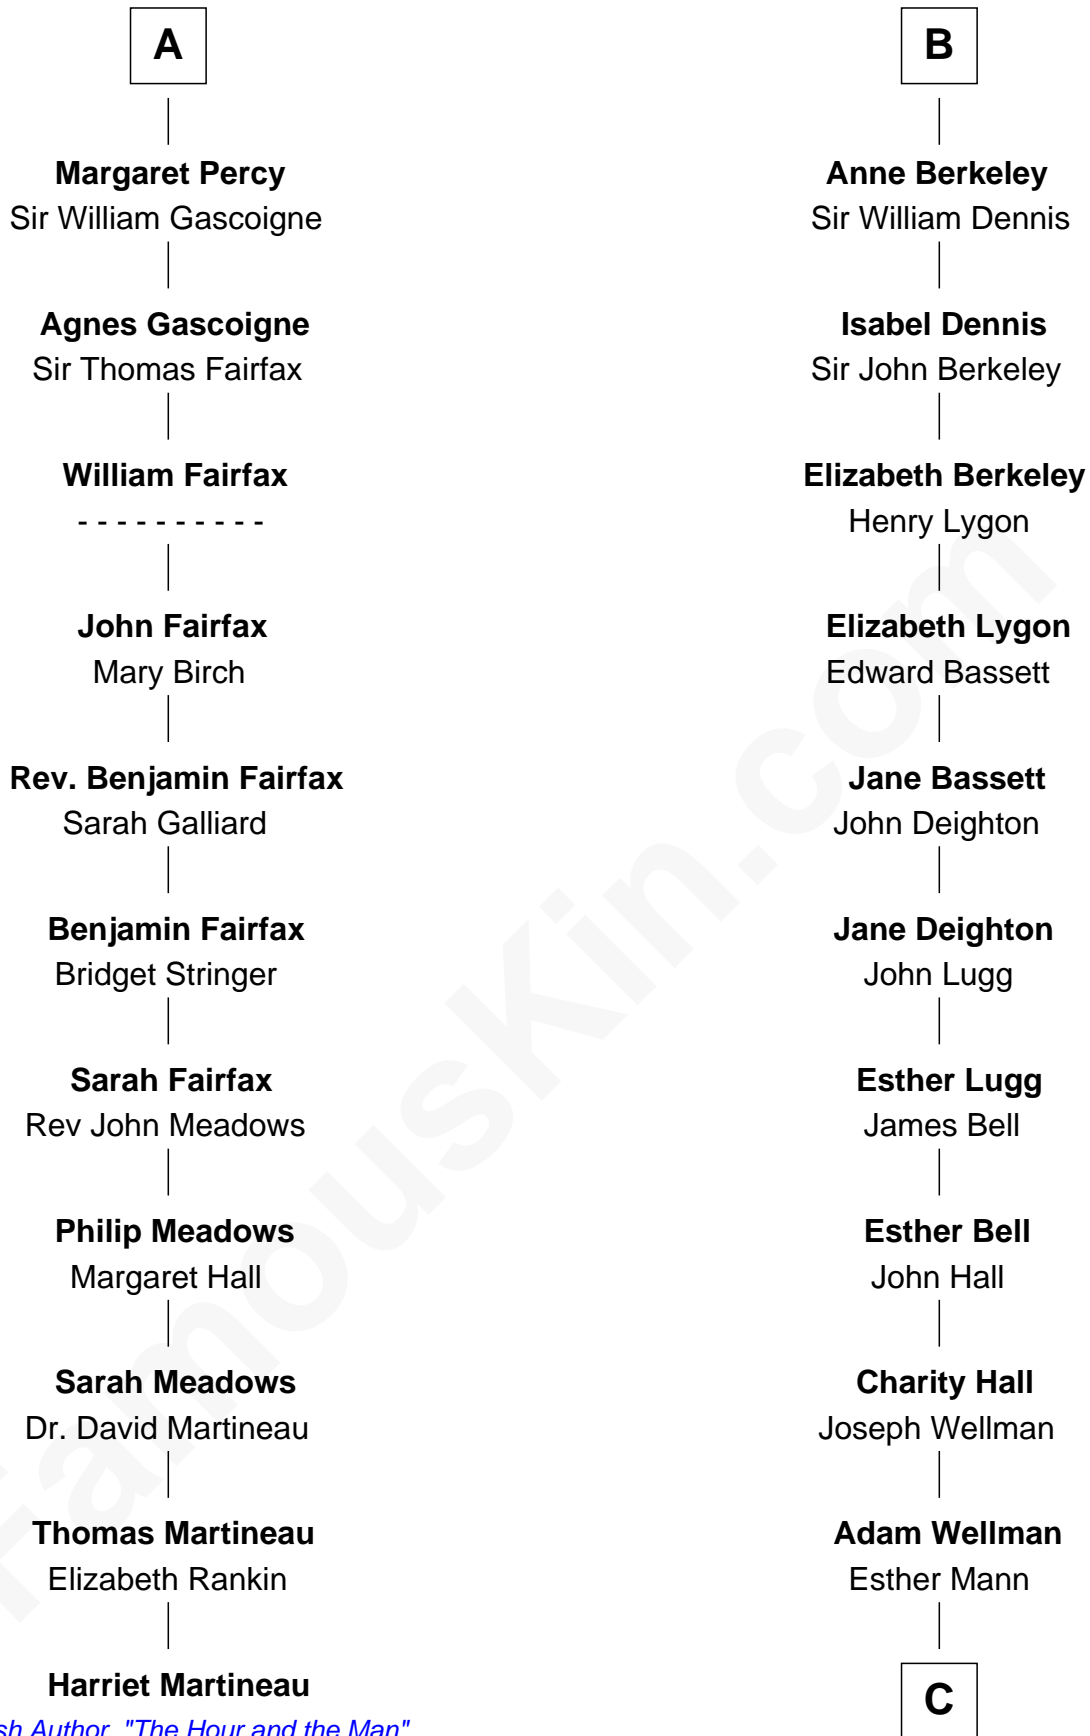 A
Margaret Percy
Sir William Gascoigne
Agnes Gascoigne
Sir Thomas Fairfax
William Fairfax
- - - - - - - - - -
John Fairfax
Mary Birch
Rev. Benjamin Fairfax
Sarah Galliard
Benjamin Fairfax
Bridget Stringer
Sarah Fairfax
Rev John Meadows
Philip Meadows
Margaret Hall
Sarah Meadows
Dr. David Martineau
Thomas Martineau
Elizabeth Rankin
Harriet Martineau
sh Author, "The Hour and the Man"
B
Anne Berkeley
Sir William Dennis
Isabel Dennis
Sir John Berkeley
Elizabeth Berkeley
Henry Lygon
Elizabeth Lygon
Edward Bassett
Jane Bassett
John Deighton
Jane Deighton
John Lugg
Esther Lugg
James Bell
Esther Bell
John Hall
Charity Hall
Joseph Wellman
Adam Wellman
Esther Mann
C
FamousKin.com